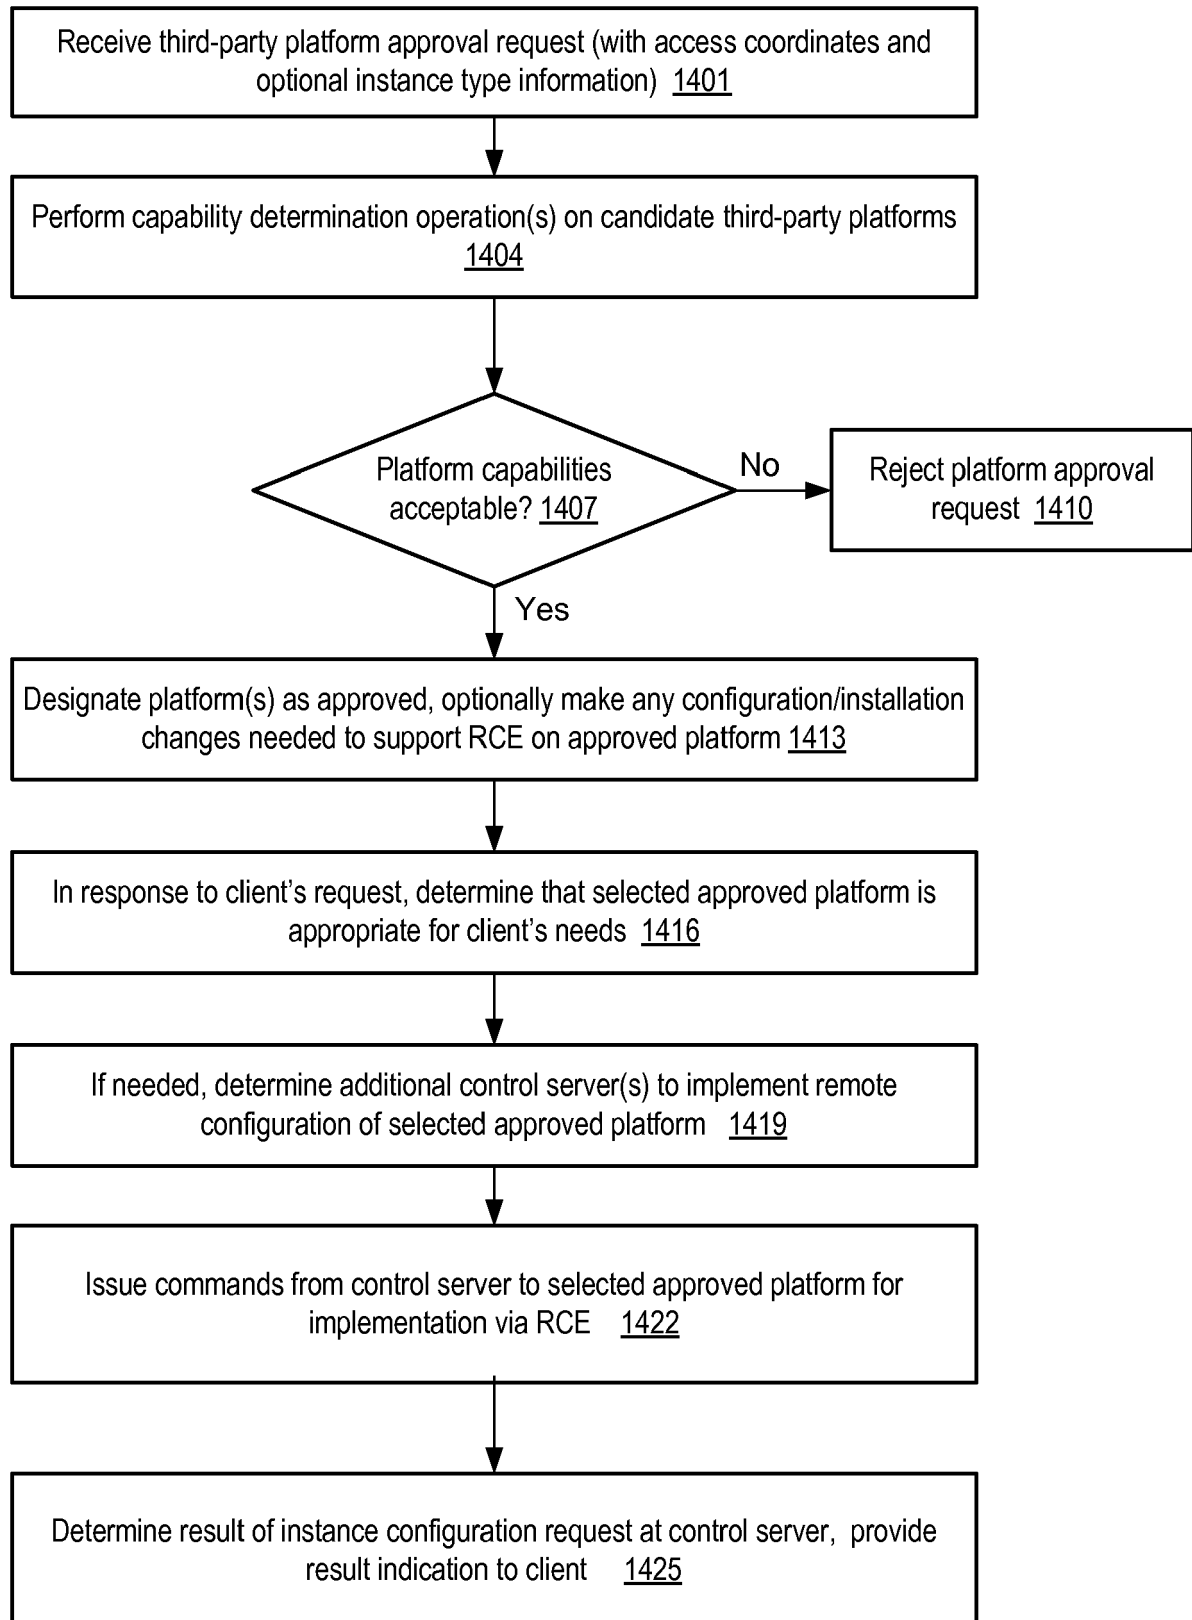 Receive third-party platform approval request (with access coordinates and
optional instance type information) 1401
Perform capability determination operation(s) on candidate third-party platforms
1404
Platform capabilities
acceptable? 1407
No
Reject platform approval
request 1410
Yes
Designate platform(s) as approved, optionally make any configuration/installation
changes needed to support RCE on approved platform 1413
In response to client's request, determine that selected approved platform is
appropriate for client's needs 1416
If needed, determine additional control server(s) to implement remote
configuration of selected approved platform 1419
Issue commands from control server to selected approved platform for
implementation via RCE 1422
Determine result of instance configuration request at control server, provide
result indication to client 1425